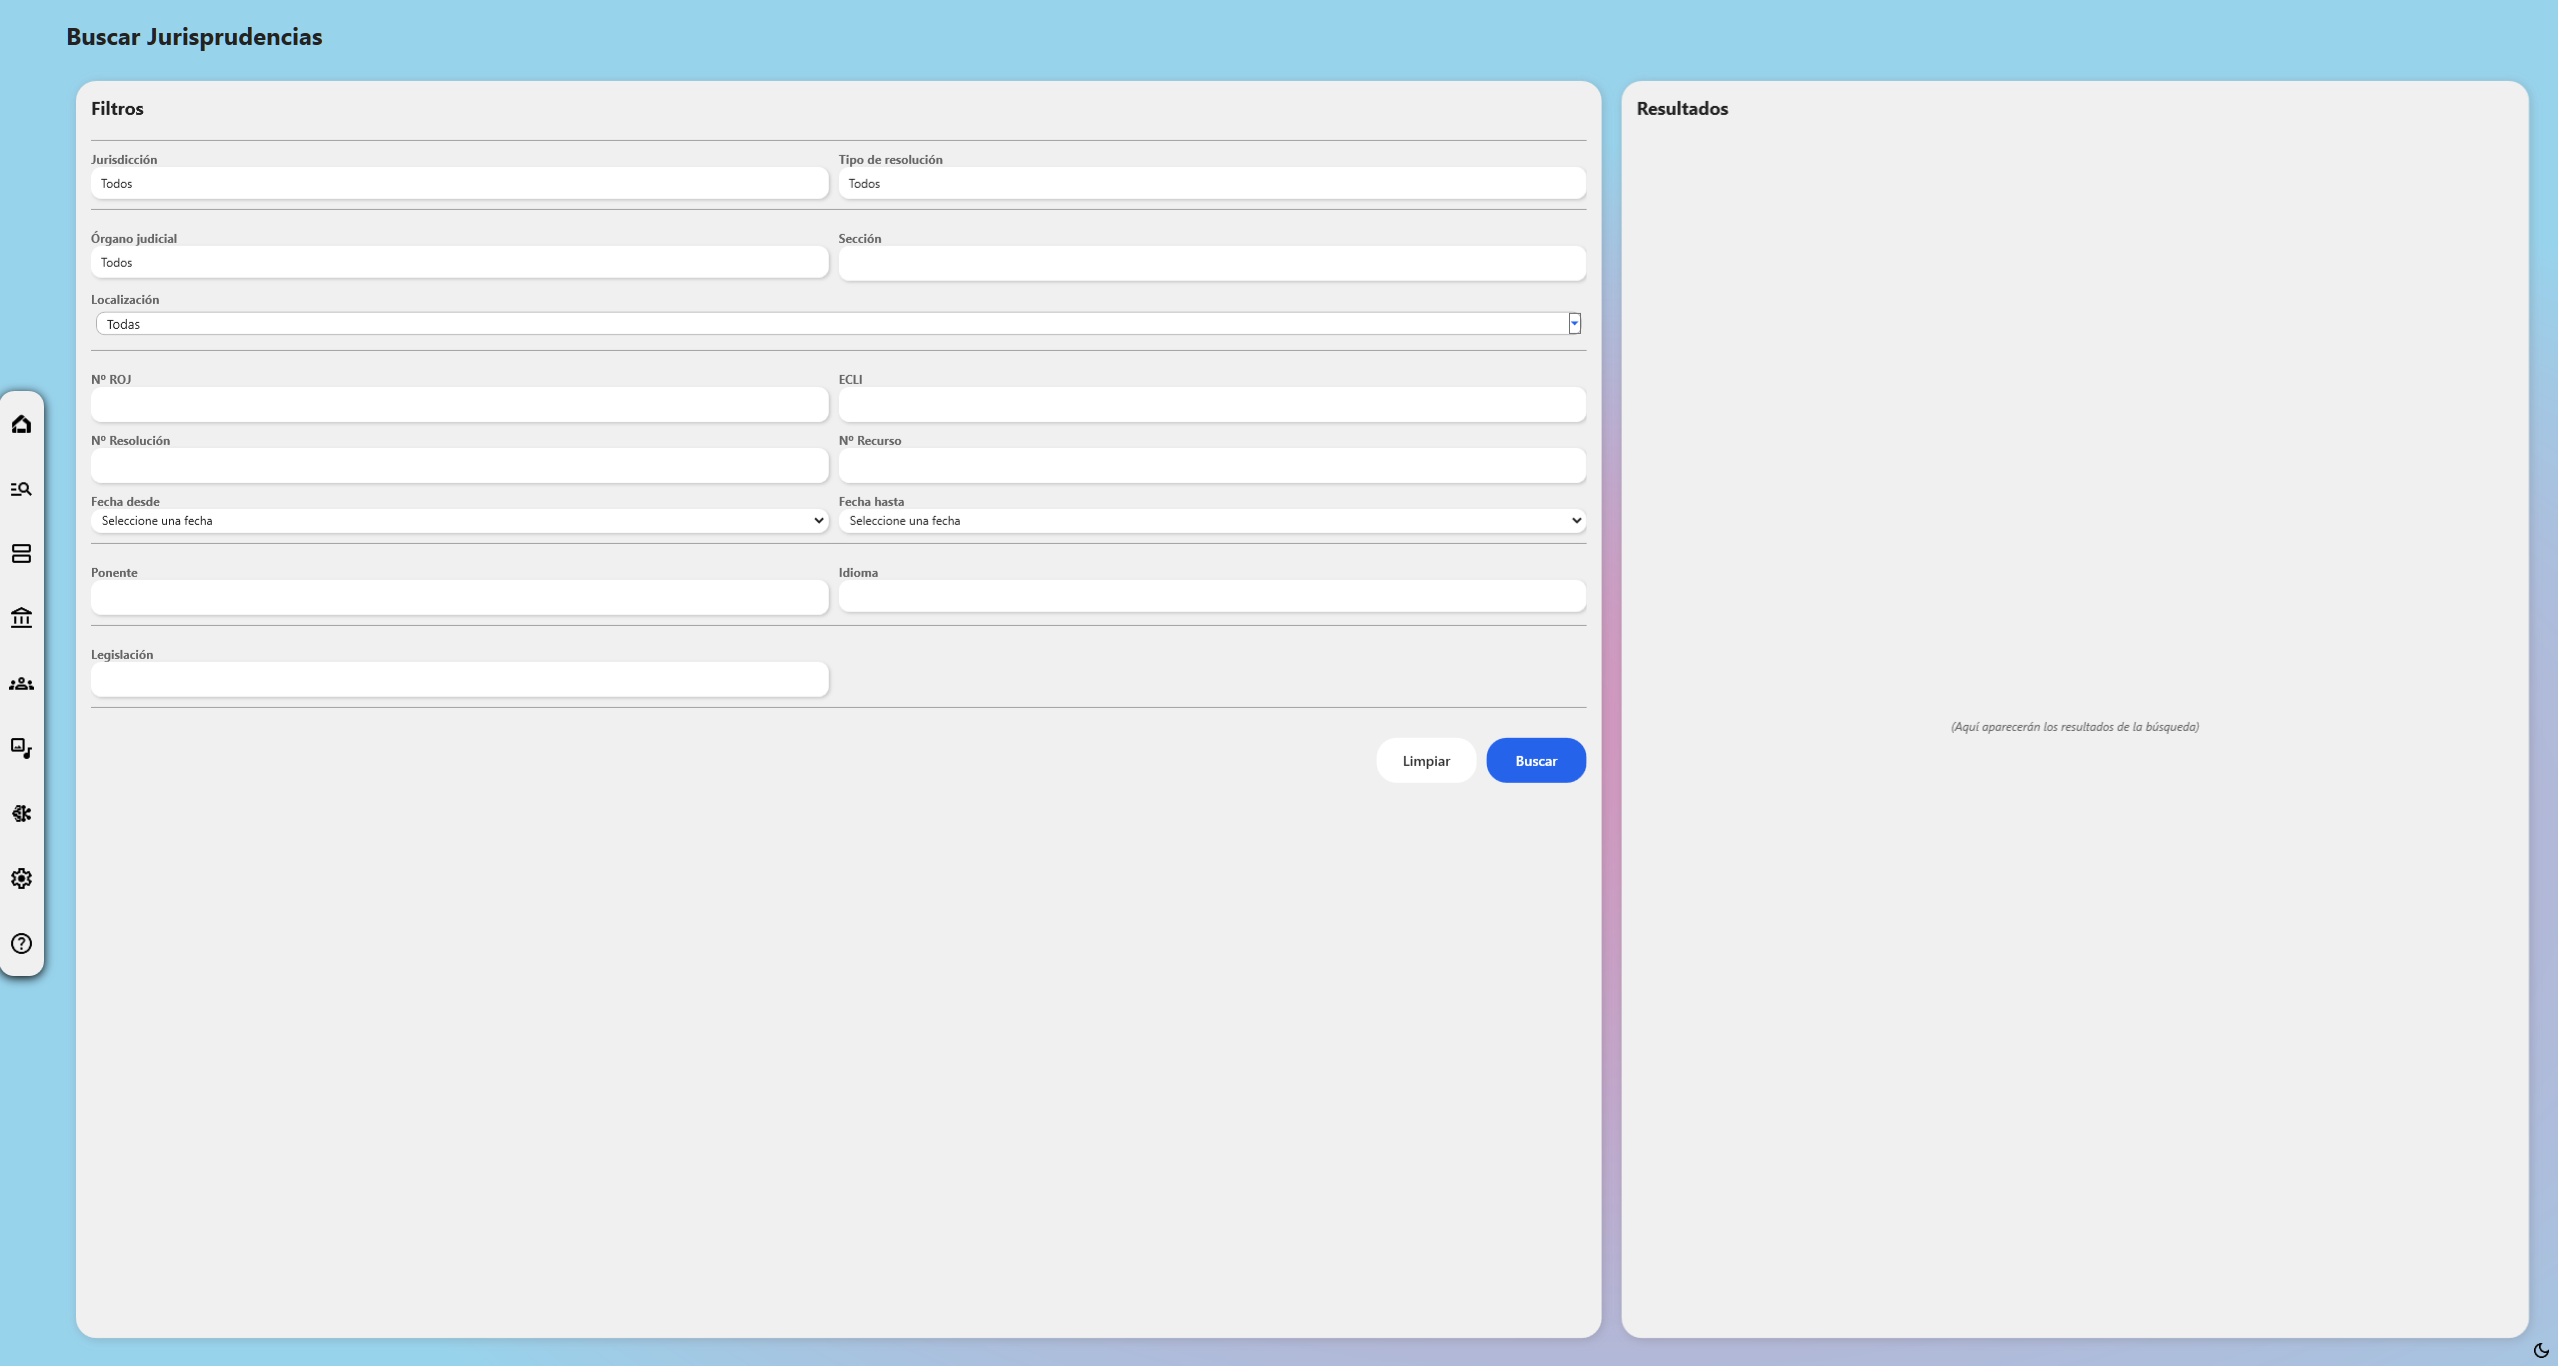 Buscar Jurisprudencias
Filtros
Jurisdicción
Tipo de resolución
Todos
Todos
Órgano judicial
Sección
Todos
Localización
Todas
Nº ROJ
ECLI
Nº Resolución
Nº Recurso
Fecha desde
Fecha hasta
Seleccione una fecha
Seleccione una fecha
Ponente
Idioma
Legislación
Limpiar
Buscar
Resultados
(Aquí aparecerán los resultados de la búsqueda)